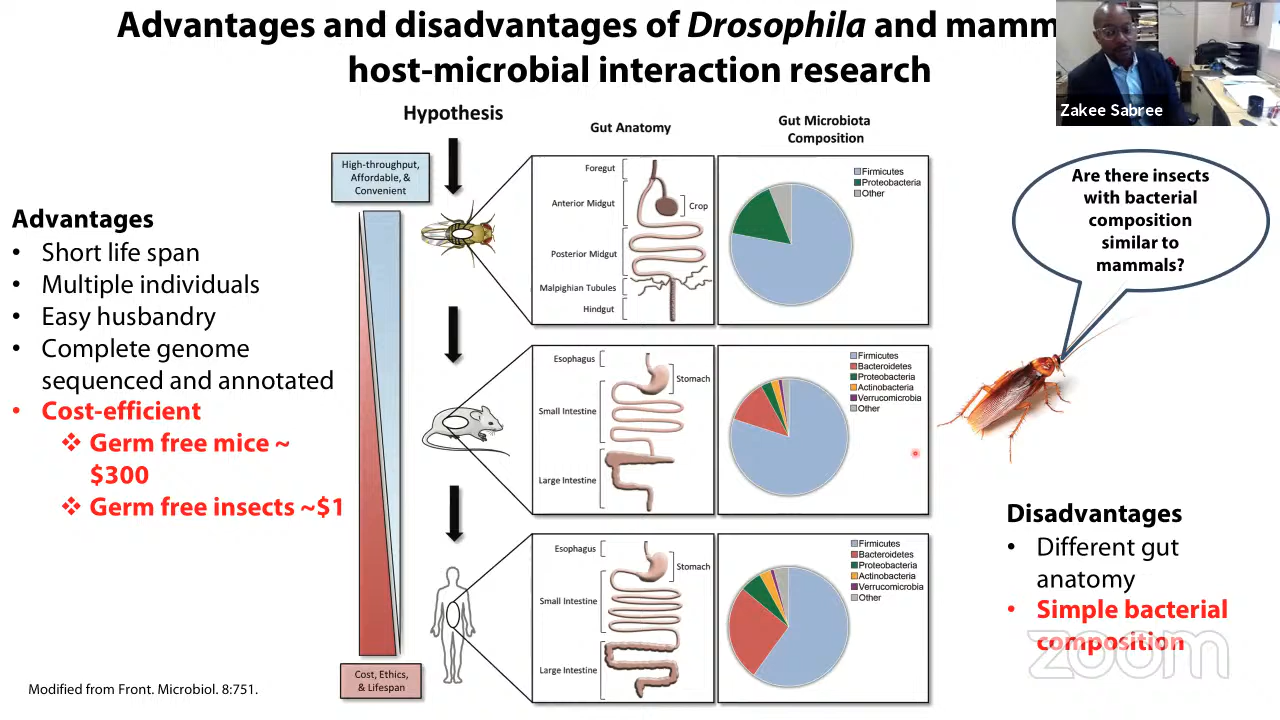 Advantages and disadvantages of Drosophila and mamm
host-microbial interaction research
Zakee Sabree
Hypothesis
Gut Anatomy
Gut Microbiota
Composition
High-throughput,
Affordable, &
Convenient
Advantages
• Short life span
• Multiple individuals
• Easy husbandry
• Complete genome
sequenced and annotated
• Cost-efficient
❖ Germ free mice ~
$300
❖ Germ free insects ~$1
Foregut
Anterior Midgut
Crop
Posterior Midgut
Malpighian Tubules
Hindgut
Firmicutes
Proteobacteria
Other
Esophagus
Stomach
Small Intestine
Large Intestine
Firmicutes
Bacteroidetes
Proteobacteria
Actinobacteria
Verrucomicrobia
Other
Esophagus
Stomach
Small Intestine
Large Intestine
Firmicutes
Bacteroidetes
Proteobacteria
Actinobacteria
Verrucomicrobia
Other
Cost, Ethics,
& Lifespan
Are there insects
with bacterial
composition
similar to
mammals?
Disadvantages
• Different gut
anatomy
• Simple bacterial
composition
zoom
Modified from Front. Microbiol. 8:751.